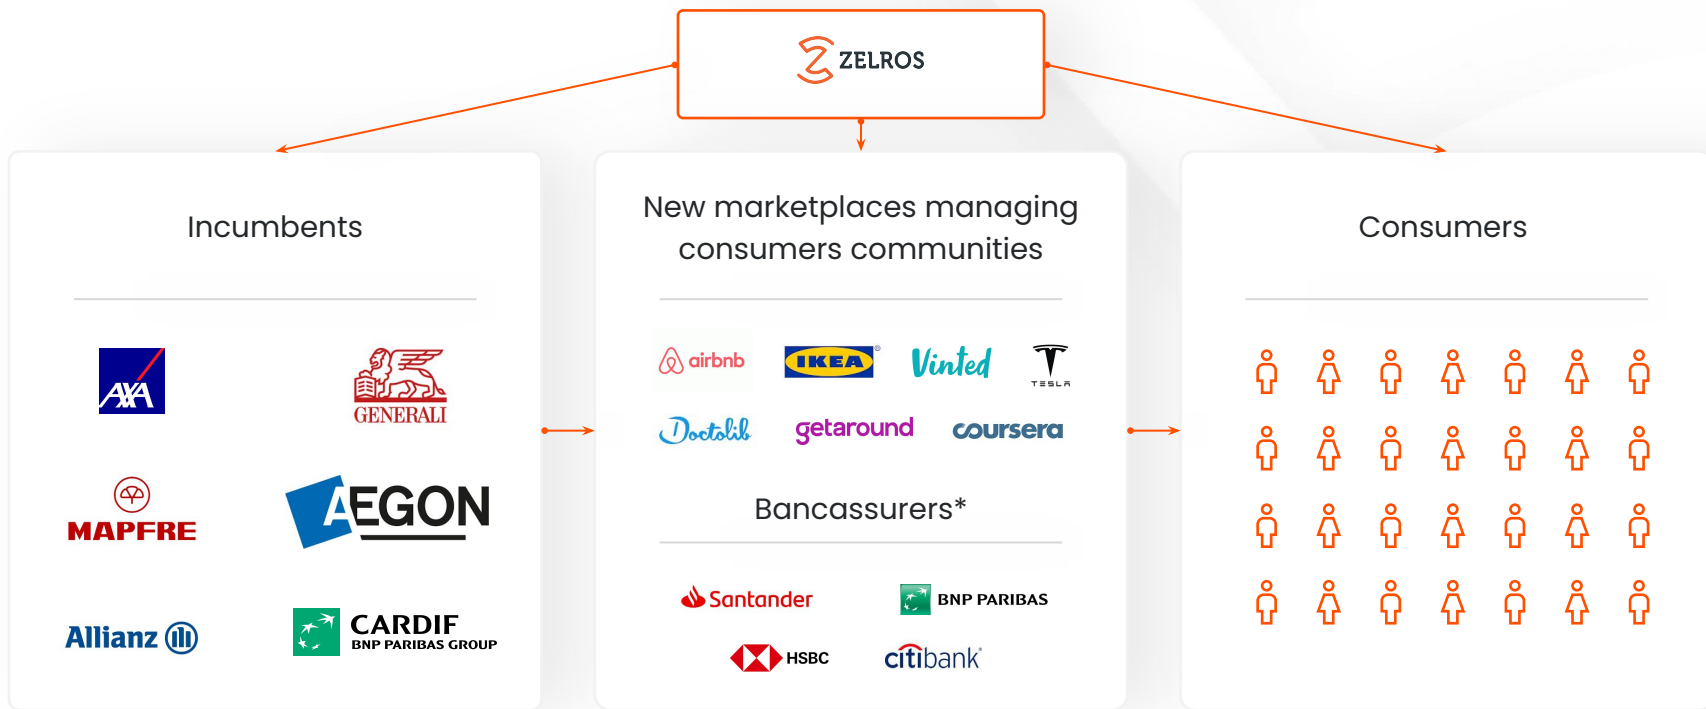 ZELROS
Incumbents
AXA
GENERALI
MAPFRE
AEGON
Allianz
CARDIF
BNP PARIBAS GROUP
New marketplaces managing
consumers communities
airbnb
IKEA®
Vinted
TESLA
Doctolib
getaround
coursera
Bancassurers*
Santander
BNP PARIBAS
HSBC
citibank®
Consumers